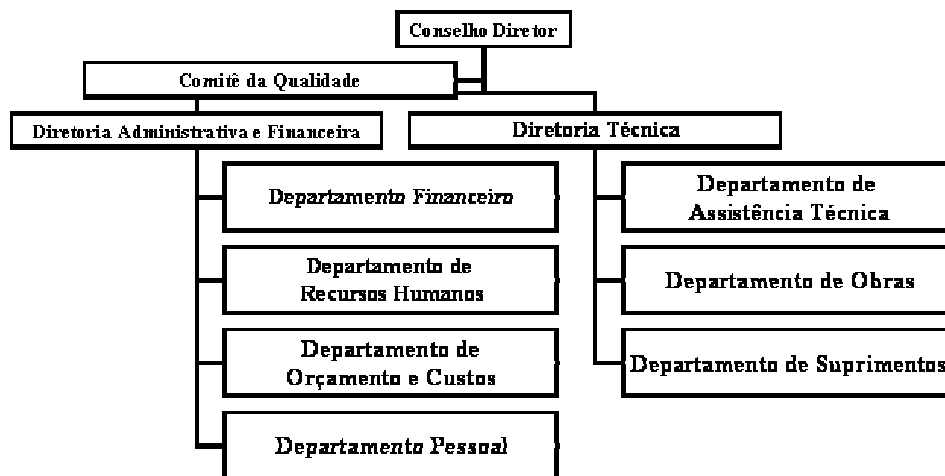 Conselho Diretor
Comitê da Qualidade
Diretoria Administrativa e Financeira
Diretoria Técnica
Departamento Financeiro
Departamento de
Recursos Humanos
Departamento de
Orçamento e Custos
Departamento Pessoal
Departamento de
Assistência Técnica
Departamento de Obras
Departamento de Suprimentos